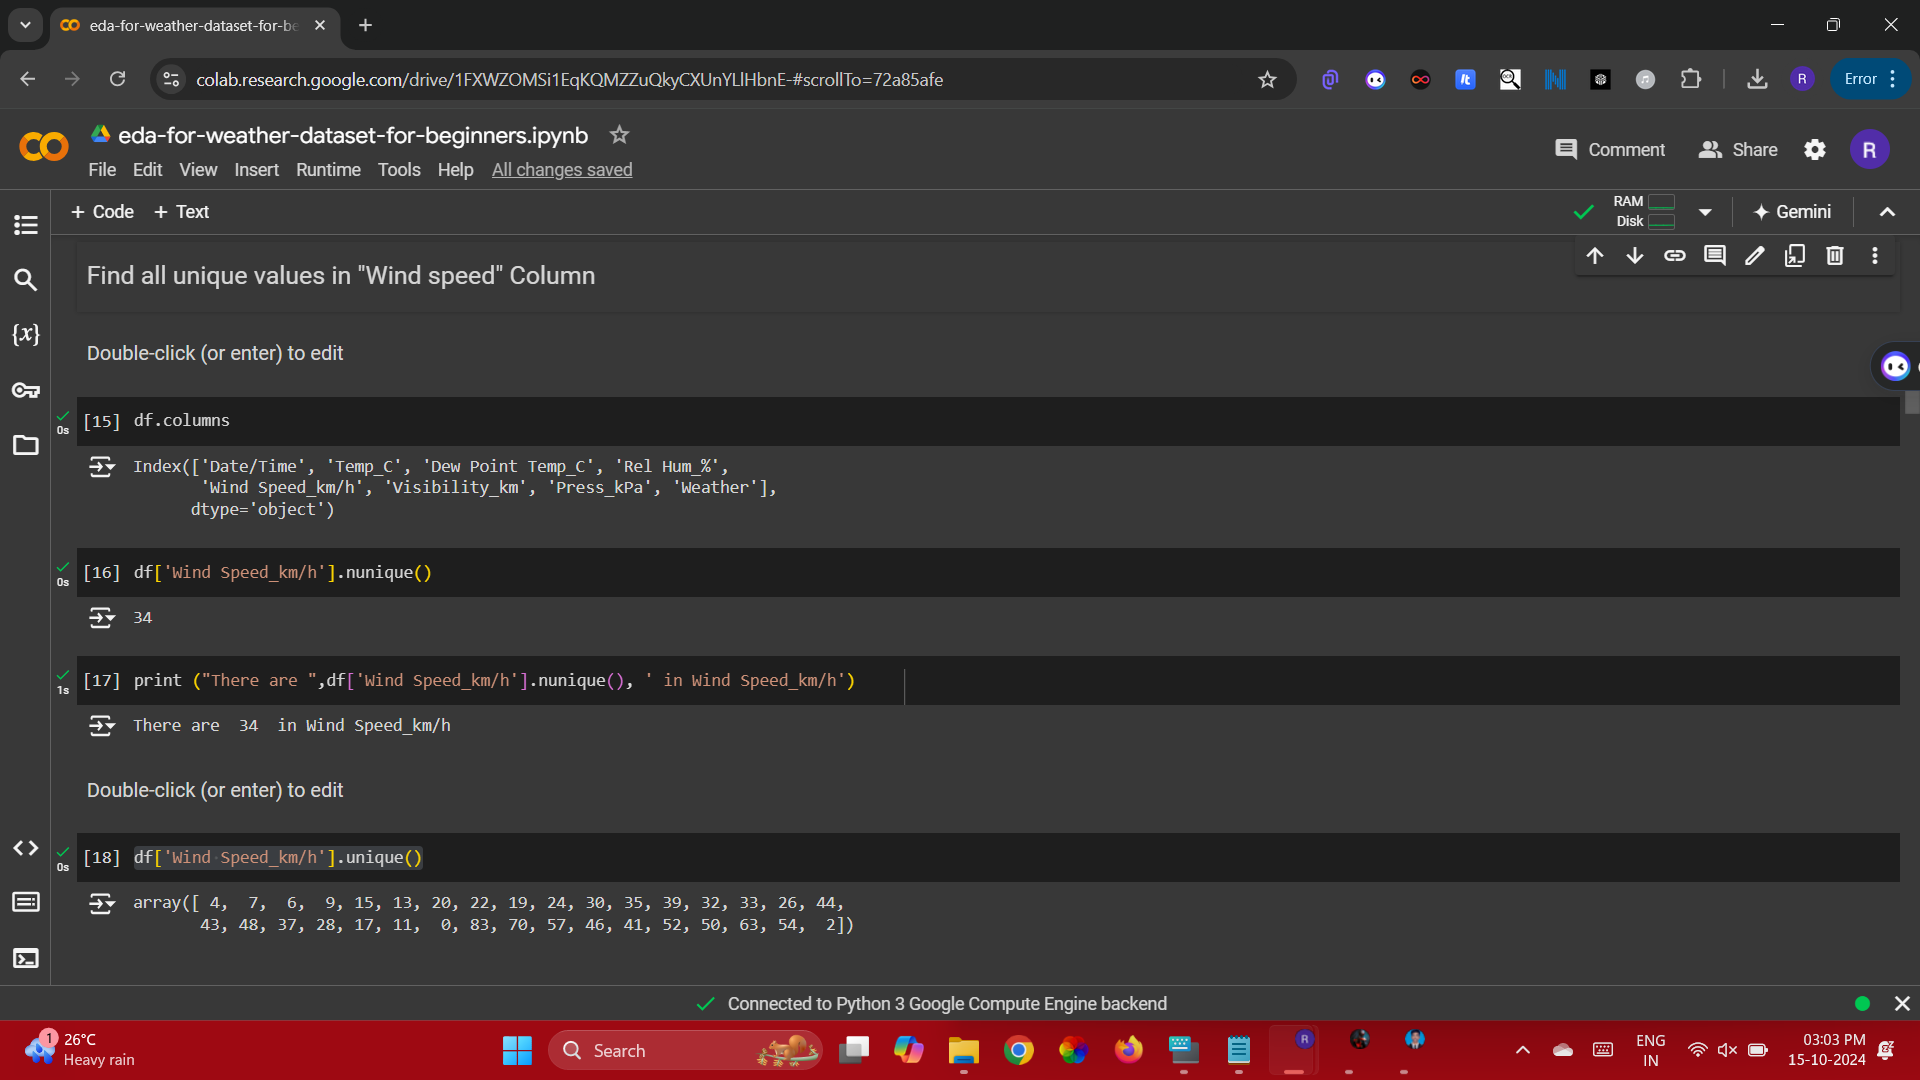 eda-for-weather-dataset-for-be
colab.research.google.com/drive/1FXWZOMSi1EqKQMZZuQkyCXUnYLlHbnE-#scrollTo=72a85afe
R
Error
eda-for-weather-dataset-for-beginners.ipynb
File Edit View Insert Runtime Tools Help All changes saved
Comment
Share
R
+ Code + Text
RAM
Disk
Gemini
Find all unique values in "Wind speed" Column
Double-click (or enter) to edit
0s
[15] df.columns
Index(['Date/Time', 'Temp_C', 'Dew Point Temp_C', 'Rel Hum_%',
'Wind Speed_km/h', 'Visibility_km', 'Press_kPa', 'Weather'],
dtype='object')
0s
[16] df['Wind Speed_km/h'].nunique()
34
1s
[17] print ("There are ",df['Wind Speed_km/h'].nunique(), ' in Wind Speed_km/h')
There are  34  in Wind Speed_km/h
Double-click (or enter) to edit
0s
[18] df['Wind Speed_km/h'].unique()
array([ 4,  7,  6,  9, 15, 13, 20, 22, 19, 24, 30, 35, 39, 32, 33, 26, 44,
43, 48, 37, 28, 17, 11,  0, 83, 70, 57, 46, 41, 52, 50, 63, 54,  2])
Connected to Python 3 Google Compute Engine backend
1
26°C
Heavy rain
Search
R
ENG
IN
03:03 PM
15-10-2024